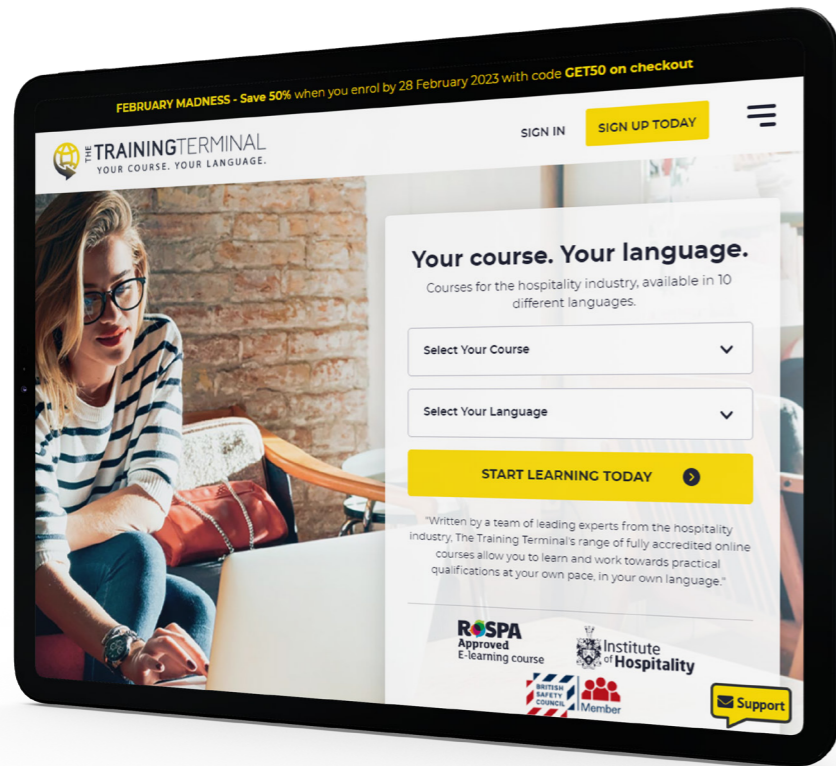 FEBRUARY MADNESS - Save 50% when you enrol by 28 February 2023 with code GET50 on checkout
THE TRAININGTERMINAL
YOUR COURSE. YOUR LANGUAGE.
SIGN IN
SIGN UP TODAY
Your course. Your language.
Courses for the hospitality industry, available in 10
different languages.
Select Your Course
Select Your Language
START LEARNING TODAY
"Written by a team of leading experts from the hospitality
industry, The Training Terminal's range of fully accredited online
courses allow you to learn and work towards practical
qualifications at your own pace, in your own language."
ROSPA
Approved
E-learning course
Institute
of Hospitality
BRITISH
SAFETY
COUNCIL
Member
Support